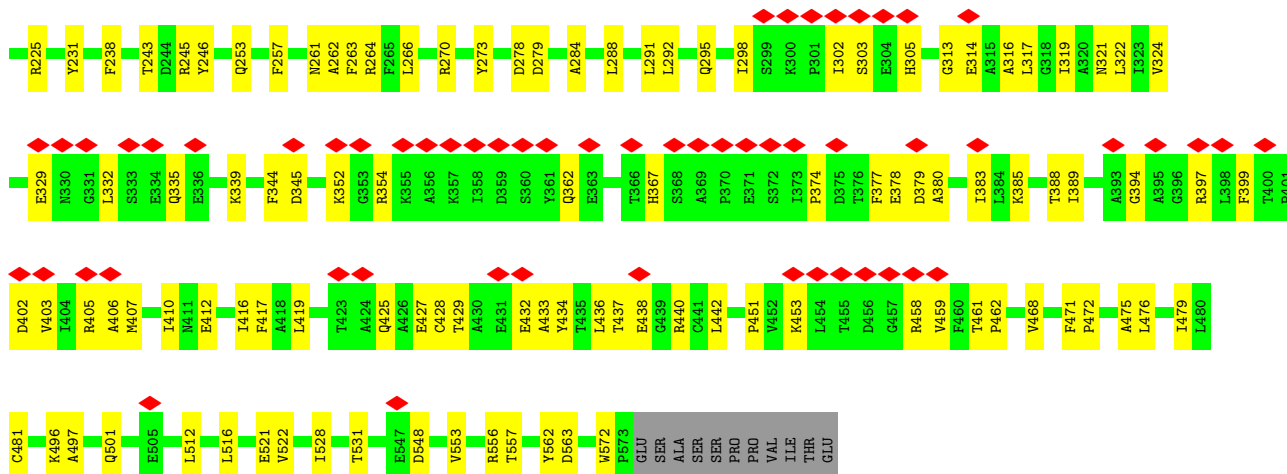 R225 Y231 F238 T243 D244 R245 Y246 Q253 F257 N261 A262 F263 R264 F265 L266 R270 Y273 D278 D279 A284 L288 L291 L292 Q295 I298 S299 K300 P301 I302 S303 E304 H305 G313 E314 A315 A316 L317 G318 I319 A320 N321 L322 I323 V324
E329 N330 G331 L332 S333 E334 Q335 E336 K339 F344 D345 K352 G353 R354 K355 A356 K357 I358 D359 S360 Y361 Q362 E363 T366 H367 S368 A369 P370 E371 S372 I373 P374 D375 T376 F377 E378 D379 A380 I383 L384 K385 T388 I389 A393 G394 A395 G396 R397 L398 F399 T400 P401
D402 V403 I404 R405 A406 M407 I410 N411 E412 I416 F417 A418 L419 T423 A424 Q425 A426 E427 C428 T429 A430 E431 E432 A433 Y434 T435 L436 T437 E438 G439 R440 C441 L442 P451 V452 K453 L454 T455 D456 G457 R458 V459 F460 T461 P462 V468 F471 P472 A475 L476 I479 L480
C481 K496 A497 Q501 E505 L512 L516 E521 V522 I528 T531 E547 D548 V553 R556 T557 Y562 D563 W572 P573 GLU SER ALA SER SER PRO PRO VAL ILE THR GLU